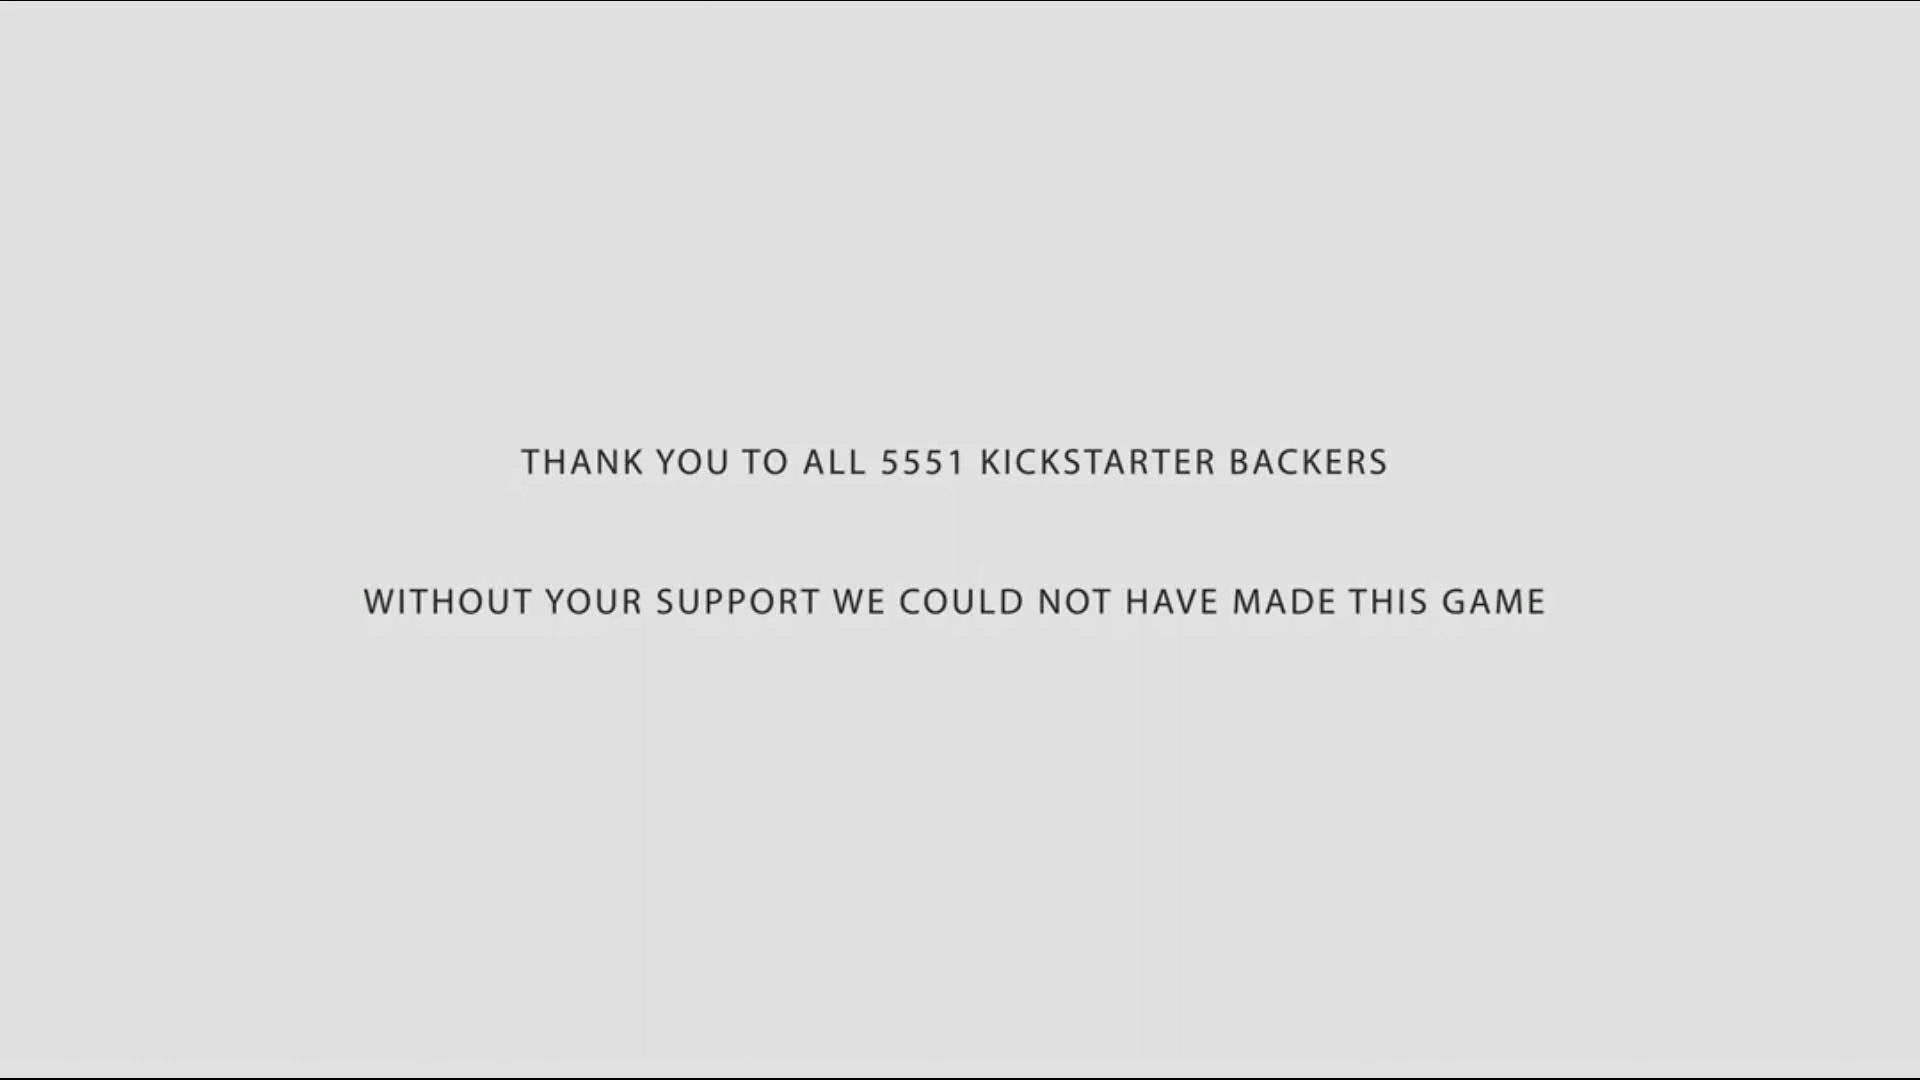 THANK YOU TO ALL 5551 KICKSTARTER BACKERS
WITHOUT YOUR SUPPORT WE COULD NOT HAVE MADE THIS GAME